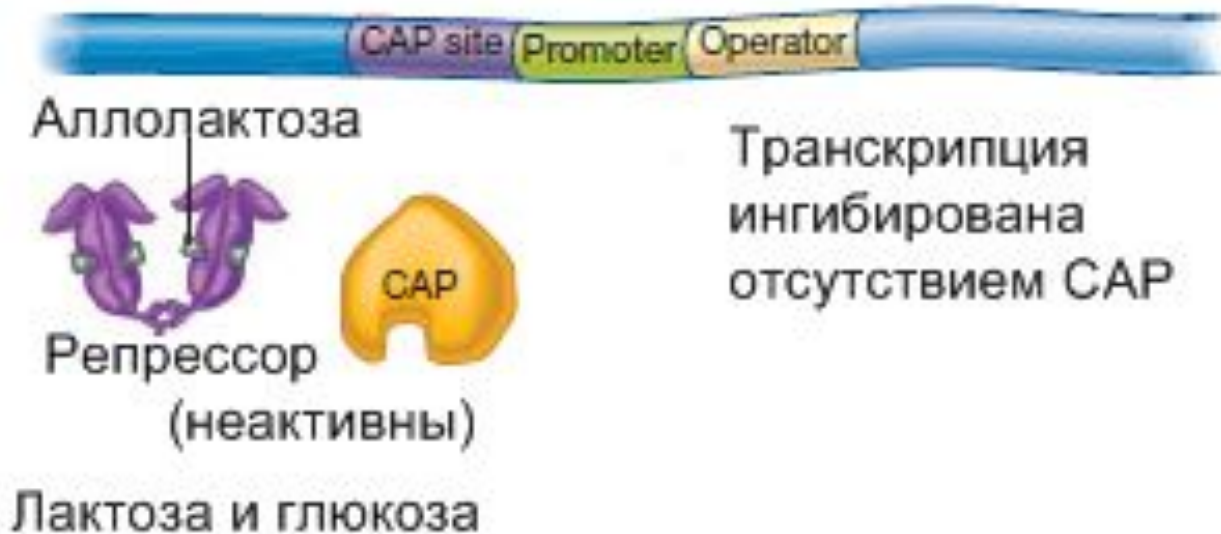 CAP site Promoter Operator
Аллолактоза
Транскрипция
ингибирована
отсутствием CAP
CAP
Репрессор
(неактивны)
Лактоза и глюкоза